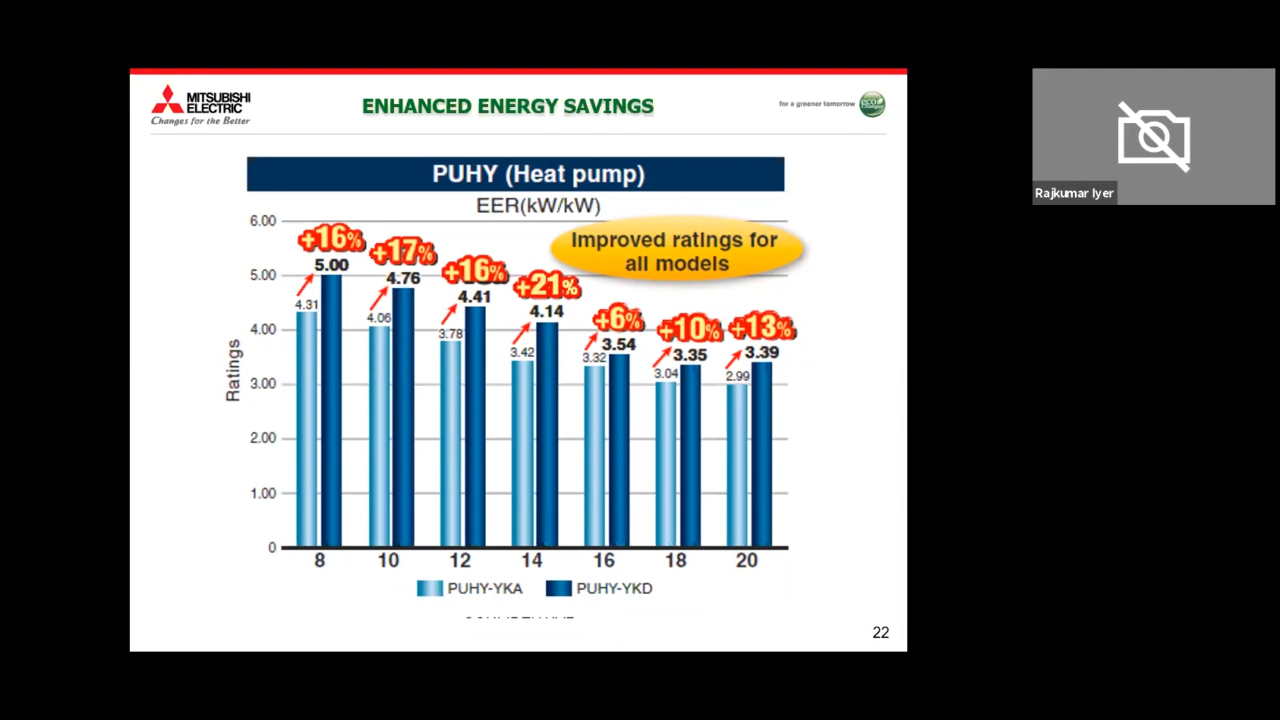 MITSUBISHI
ELECTRIC
Changes for the Better
ENHANCED ENERGY SAVINGS
for a greener tomorrow
eco
Changes
PUHY (Heat pump)
EER(kW/kW)
Improved ratings for
all models
Ratings
6.00
5.00
4.00
3.00
2.00
1.00
0
+16%
5.00
4.31
+17%
4.76
4.06
+16%
4.41
3.78
+21%
4.14
3.42
+6%
3.54
3.32
+10%
3.35
3.04
+13%
3.39
2.99
8 10 12 14 16 18 20
PUHY-YKA PUHY-YKD
22
Rajkumar Iyer